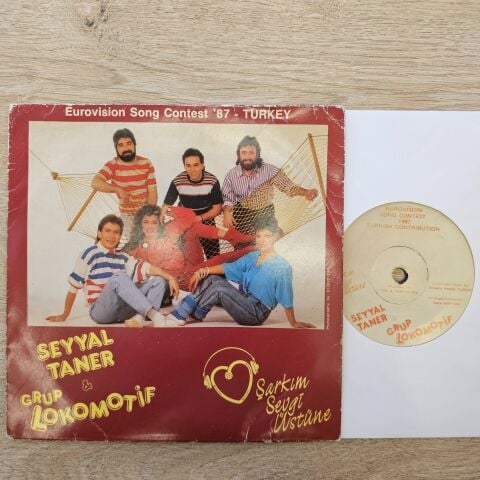 Eurovision Song Contest '87 - TURKEY
SEYYAL
TANER
&
GRUP
LOKOMOTİF
Şarkım
Sevgi
Üstüne
EUROVISION
SONG CONTEST
1987
TURKISH CONTRIBUTION
SEYYAL
TANER
GRUP
LOKOMOTİF